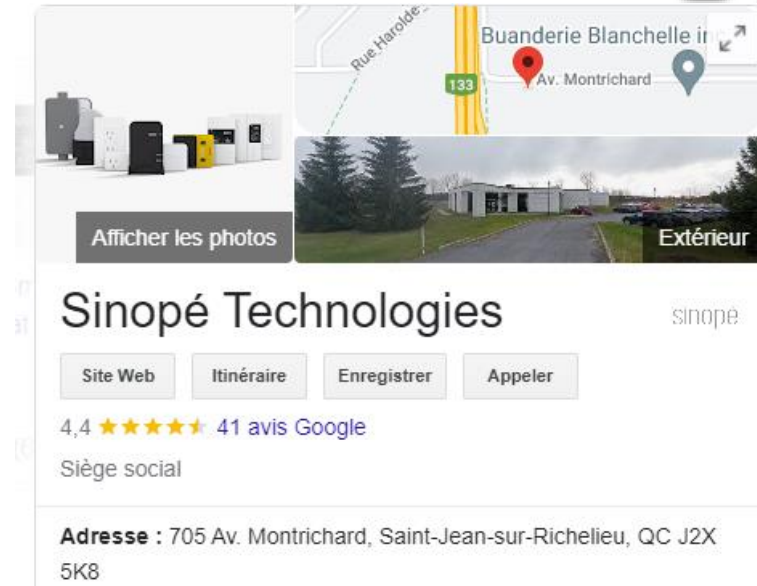 Rue Harolde
Buanderie Blanchelle in
133
Av. Montrichard
Afficher les photos
Extérieur
Sinopé Technologies
sinopé
Site Web
Itinéraire
Enregistrer
Appeler
4,4 41 avis Google
Siège social
Adresse : 705 Av. Montrichard, Saint-Jean-sur-Richelieu, QC J2X
5K8